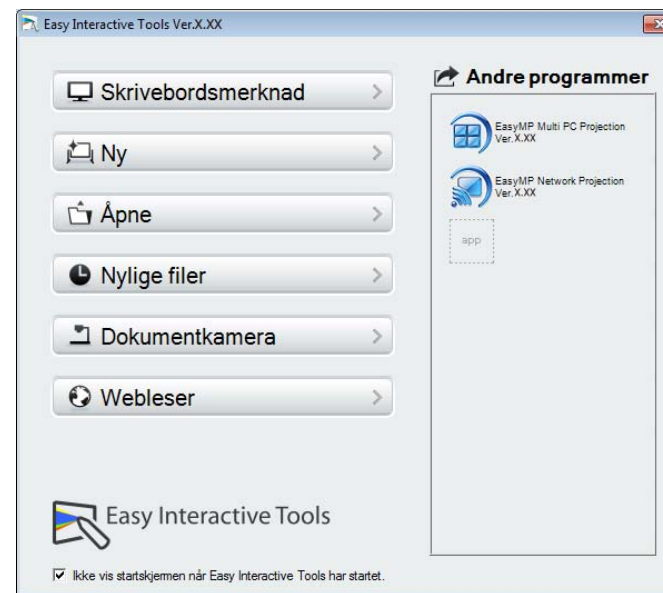 Easy Interactive Tools Ver.X.XX
Skrivebordsmerknad
Ny
Åpne
Nylige filer
Dokumentkamera
Webleser
Easy Interactive Tools
Ikke vis startskjermen når Easy Interactive Tools har startet.
Andre programmer
EasyMP Multi PC Projection
Ver.X.XX
EasyMP Network Projection
Ver.X.XX
app